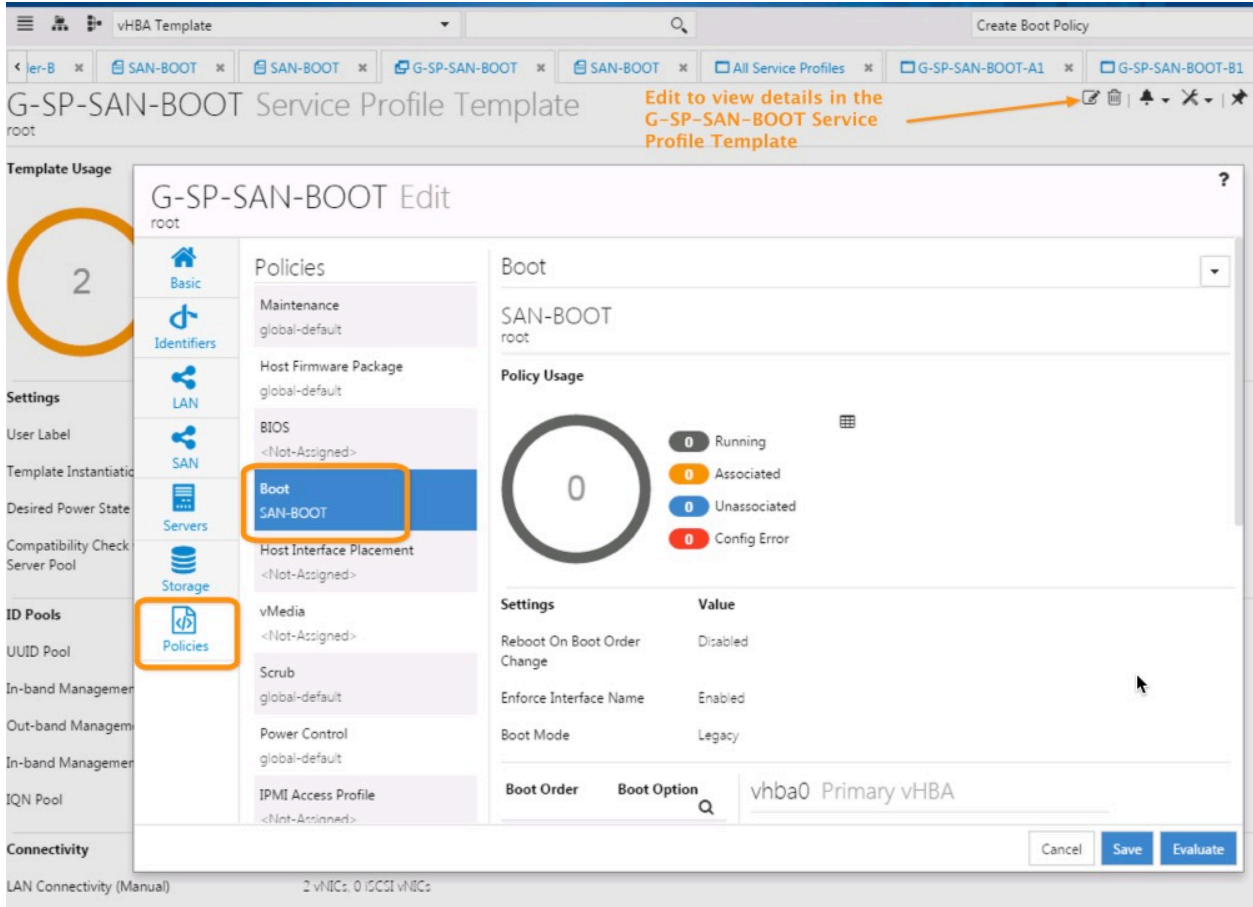 vHBA Template
Create Boot Policy
ler-B
SAN-BOOT
SAN-BOOT
G-SP-SAN-BOOT
SAN-BOOT
All Service Profiles
G-SP-SAN-BOOT-A1
G-SP-SAN-BOOT-B1
G-SP-SAN-BOOT Service Profile Template
root
Edit to view details in the
G-SP-SAN-BOOT Service
Profile Template
Template Usage
2
Settings
User Label
Template Instantiatio
Desired Power State
Compatibility Check
Server Pool
ID Pools
UUID Pool
In-band Managemen
Out-band Managem
In-band Managemen
IQN Pool
Connectivity
LAN Connectivity (Manual) 2 vNICs, 0 iSCSI vNICs
G-SP-SAN-BOOT Edit
root
?
Basic
Identifiers
LAN
SAN
Servers
Storage
Policies
Policies
Maintenance
global-default
Host Firmware Package
global-default
BIOS
<Not-Assigned>
Boot
SAN-BOOT
Host Interface Placement
<Not-Assigned>
vMedia
<Not-Assigned>
Scrub
global-default
Power Control
global-default
IPMI Access Profile
<Not-Assigned>
Boot
SAN-BOOT
root
Policy Usage
0
0 Running
0 Associated
0 Unassociated
0 Config Error
Settings Value
Reboot On Boot Order Disabled
Change
Enforce Interface Name Enabled
Boot Mode Legacy
Boot Order Boot Option
vhba0 Primary vHBA
Cancel Save Evaluate